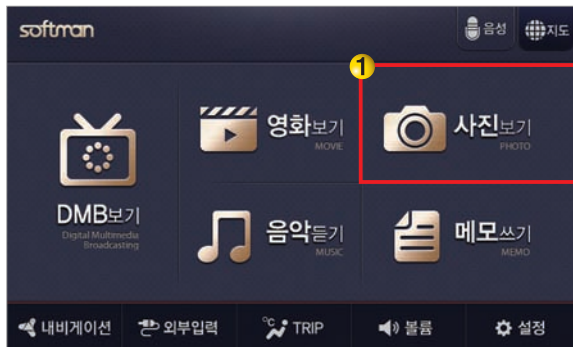 softman
음성
지도
1
영화보기
MOVIE
사진보기
PHOTO
DMB보기
Digital Multimedia
Broadcasting
음악듣기
MUSIC
메모쓰기
MEMO
내비게이션
외부입력
°C TRIP
볼륨
설정